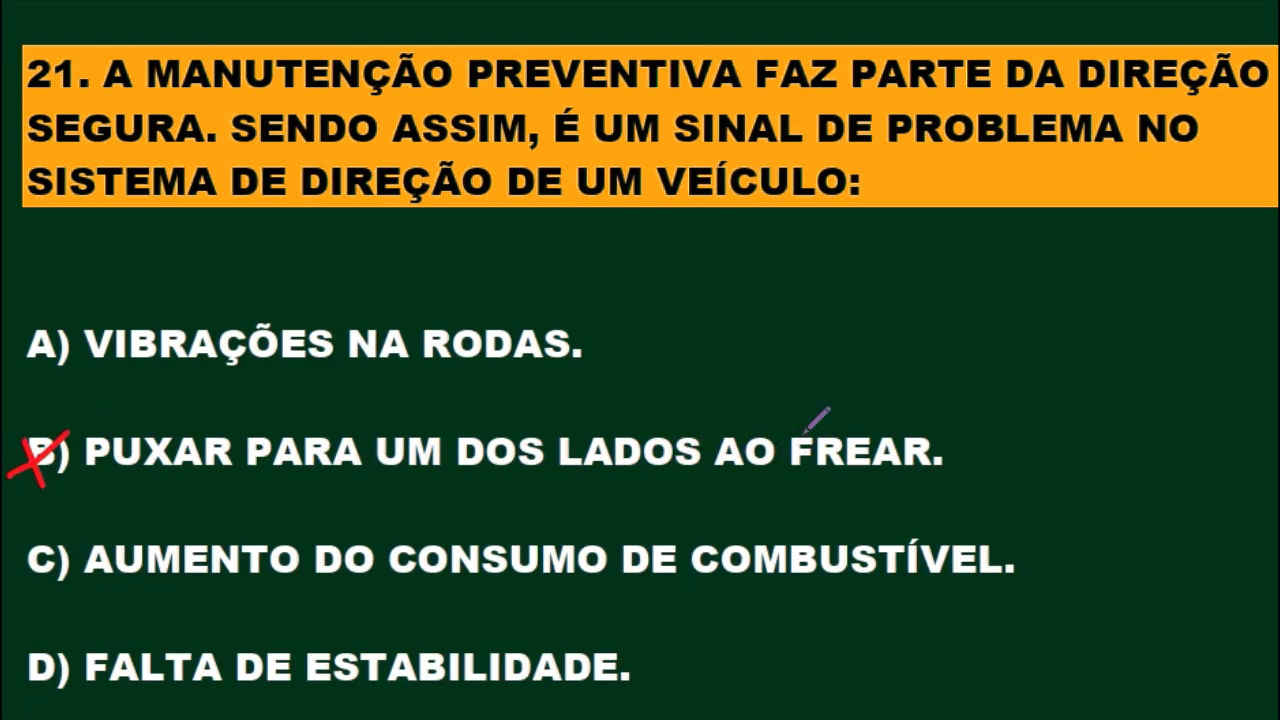 21. A MANUTENÇÃO PREVENTIVA FAZ PARTE DA DIREÇÃO
SEGURA. SENDO ASSIM, É UM SINAL DE PROBLEMA NO
SISTEMA DE DIREÇÃO DE UM VEÍCULO:
A) VIBRAÇÕES NA RODAS.
B) PUXAR PARA UM DOS LADOS AO FREAR.
C) AUMENTO DO CONSUMO DE COMBUSTÍVEL.
D) FALTA DE ESTABILIDADE.